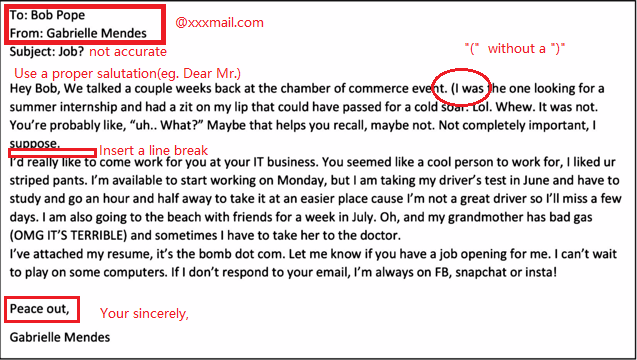 To: Bob Pope
@xxxmail.com
From: Gabrielle Mendes
Subject: Job? not accurate
"(" without a ")"
Use a proper salutation(eg. Dear Mr.)
Hey Bob, We talked a couple weeks back at the chamber of commerce event. (I was the one looking for a
summer internship and had a zit on my lip that could have passed for a cold soar. Lol. Whew. It was not.
You're probably like, "uh.. What?" Maybe that helps you recall, maybe not. Not completely important, I
suppose.
Insert a line break
I'd really like to come work for you at your IT business. You seemed like a cool person to work for, I liked ur
striped pants. I'm available to start working on Monday, but I am taking my driver's test in June and have to
study and go an hour and half away to take it at an easier place cause I'm not a great driver so I'll miss a few
days. I am also going to the beach with friends for a week in July. Oh, and my grandmother has bad gas
(OMG IT'S TERRIBLE) and sometimes I have to take her to the doctor.
I've attached my resume, it's the bomb dot com. Let me know if you have a job opening for me. I can't wait
to play on some computers. If I don't respond to your email, I'm always on FB, snapchat or insta!
Peace out,
Your sincerely,
Gabrielle Mendes